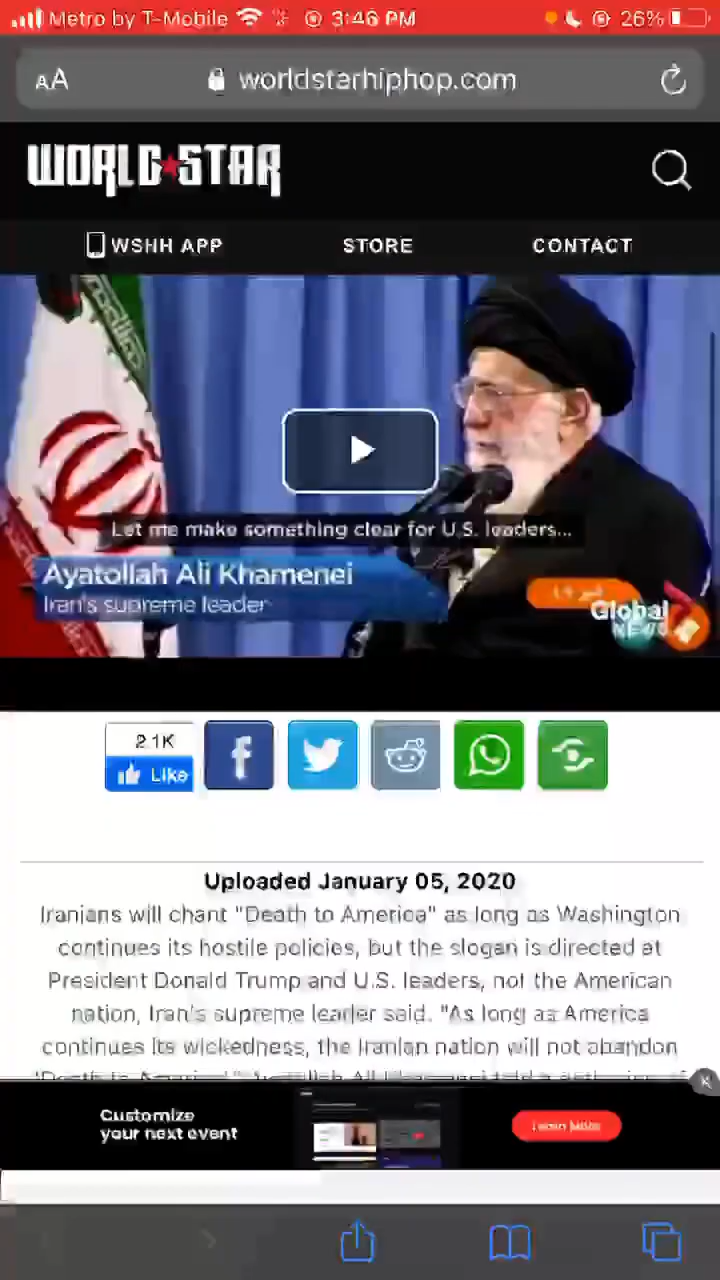 Metro by T-Mobile 3:46 PM 26%
AA worldstarhiphop.com
WORLD STAR
WSHH APP STORE CONTACT
Let me make something clear for U.S. leaders...
Ayatollah Ali Khamenei
Iran's supreme leader
Global
NEWS
2.1K
Like
Uploaded January 05, 2020
Iranians will chant "Death to America" as long as Washington
continues its hostile policies, but the slogan is directed at
President Donald Trump and U.S. leaders, not the American
nation, Iran's supreme leader said. "As long as America
continues its wickedness, the Iranian nation will not abandon
Customize
your next event
Learn More